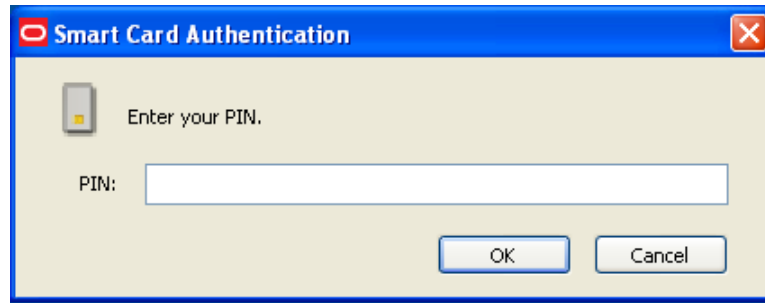 Smart Card Authentication
Enter your PIN.
PIN:
OK Cancel